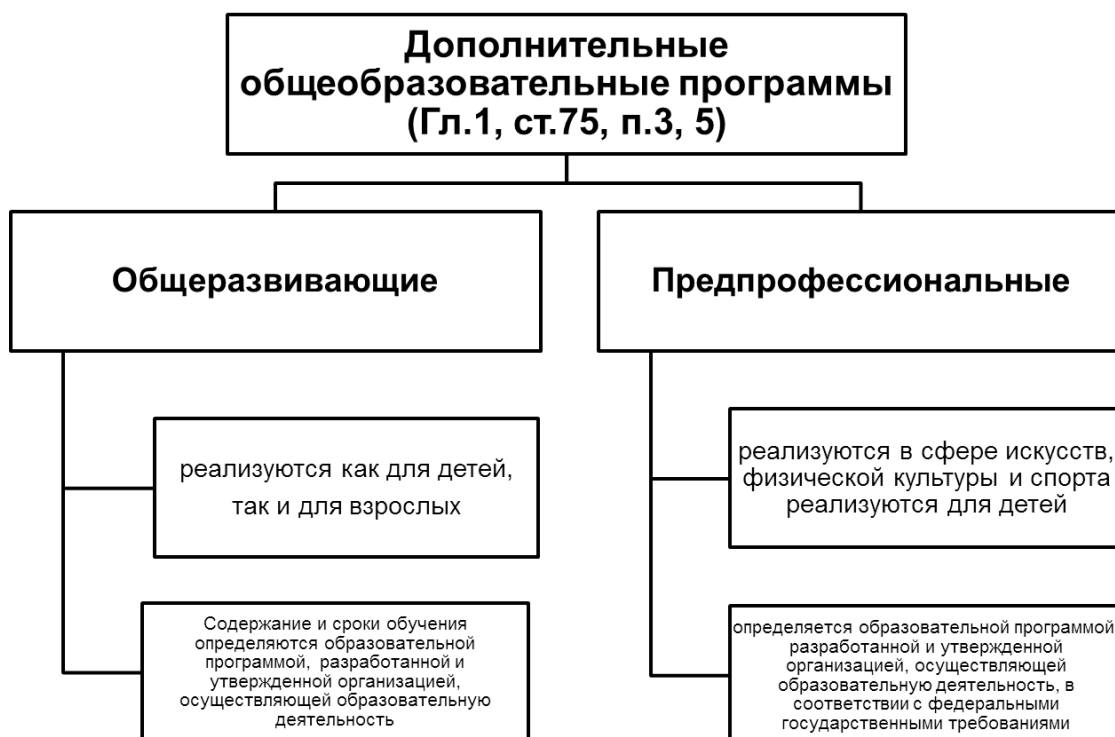 Дополнительные
общеобразовательные программы
(Гл.1, ст.75, п.3, 5)
Общеразвивающие
Предпрофессиональные
реализуются как для детей,
так и для взрослых
реализуются в сфере искусств,
физической культуры и спорта
реализуются для детей
Содержание и сроки обучения
определяются образовательной
программой, разработанной и
утвержденной организацией,
осуществляющей образовательную
деятельность
определяется образовательной программой
разработанной и утвержденной
организацией, осуществляющей
образовательную деятельность, в
соответствии с федеральными
государственными требованиями